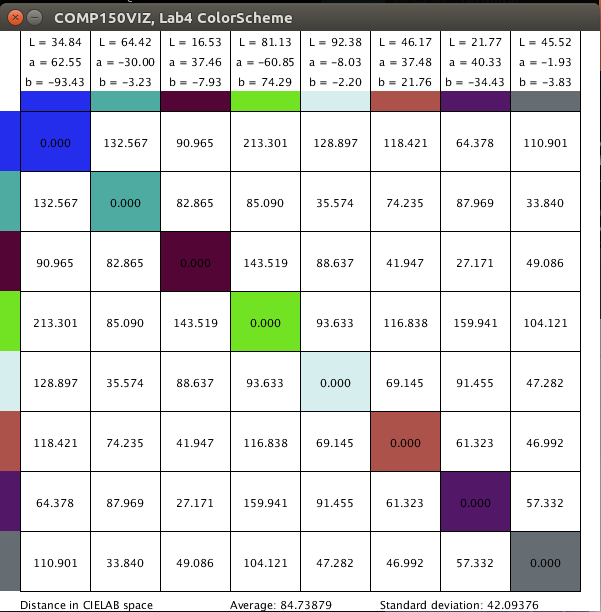 COMP150VIZ, Lab4 ColorScheme
L = 34.84 L = 64.42 L = 16.53 L = 81.13 L = 92.38 L = 46.17 L = 21.77 L = 45.52
a = 62.55 a = -30.00 a = 37.46 a = -60.85 a = -8.03 a = 37.48 a = 40.33 a = -1.93
b = -93.43 b = -3.23 b = -7.93 b = 74.29 b = -2.20 b = 21.76 b = -34.43 b = -3.83
0.000 132.567 90.965 213.301 128.897 118.421 64.378 110.901
132.567 0.000 82.865 85.090 35.574 74.235 87.969 33.840
90.965 82.865 0.000 143.519 88.637 41.947 27.171 49.086
213.301 85.090 143.519 0.000 93.633 116.838 159.941 104.121
128.897 35.574 88.637 93.633 0.000 69.145 91.455 47.282
118.421 74.235 41.947 116.838 69.145 0.000 61.323 46.992
64.378 87.969 27.171 159.941 91.455 61.323 0.000 57.332
110.901 33.840 49.086 104.121 47.282 46.992 57.332 0.000
Distance in CIELAB space Average: 84.73879 Standard deviation: 42.09376